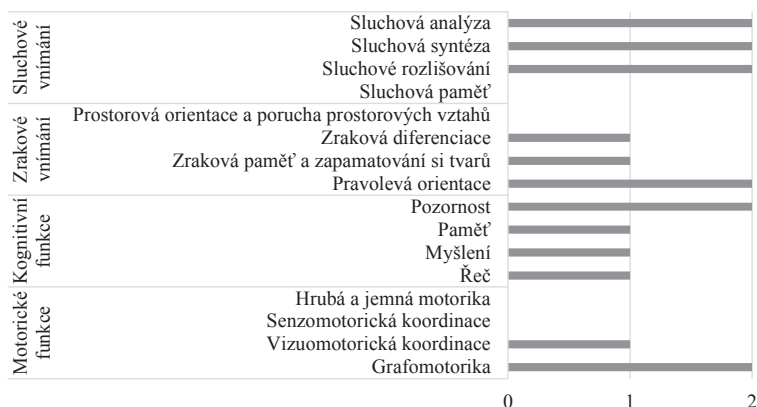 Sluchové
vnímání
Sluchová analýza
Sluchová syntéza
Sluchové rozlišování
Sluchová paměť
Zrakové
vnímání
Prostorová orientace a porucha prostorových vztahů
Zraková diferenciace
Zraková paměť a zapamatování si tvarů
Pravolevá orientace
Kognitivní
funkce
Pozornost
Paměť
Myšlení
Řeč
Motorické
funkce
Hrubá a jemná motorika
Senzomotorická koordinace
Vizuomotorická koordinace
Grafomotorika
0 1 2